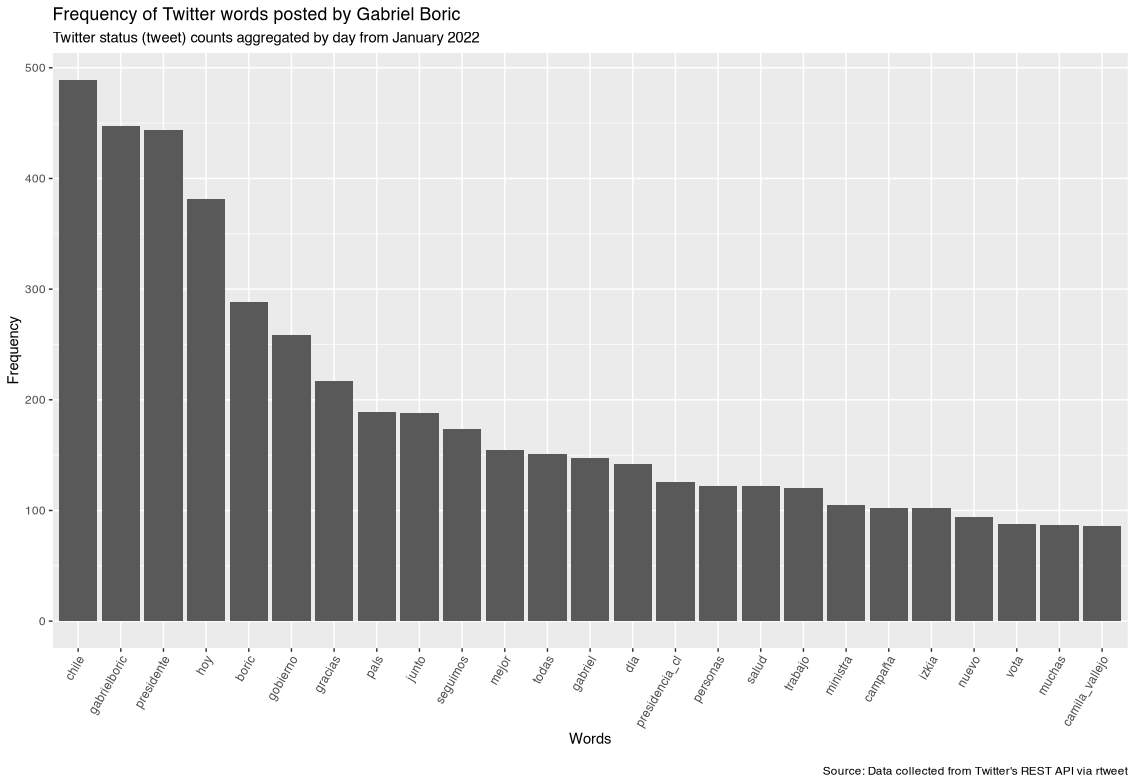 Frequency of Twitter words posted by Gabriel Boric
Twitter status (tweet) counts aggregated by day from January 2022
500
400
300
200
100
0
Frequency
chile
gabrielboric
presidente
hoy
boric
gobierno
gracias
país
junto
seguimos
mejor
todas
gabriel
día
presidencia_cl
personas
salud
trabajo
ministra
campaña
izkia
nuevo
vota
muchas
camila_vallejo
Words
Source: Data collected from Twitter's REST API via rtweet